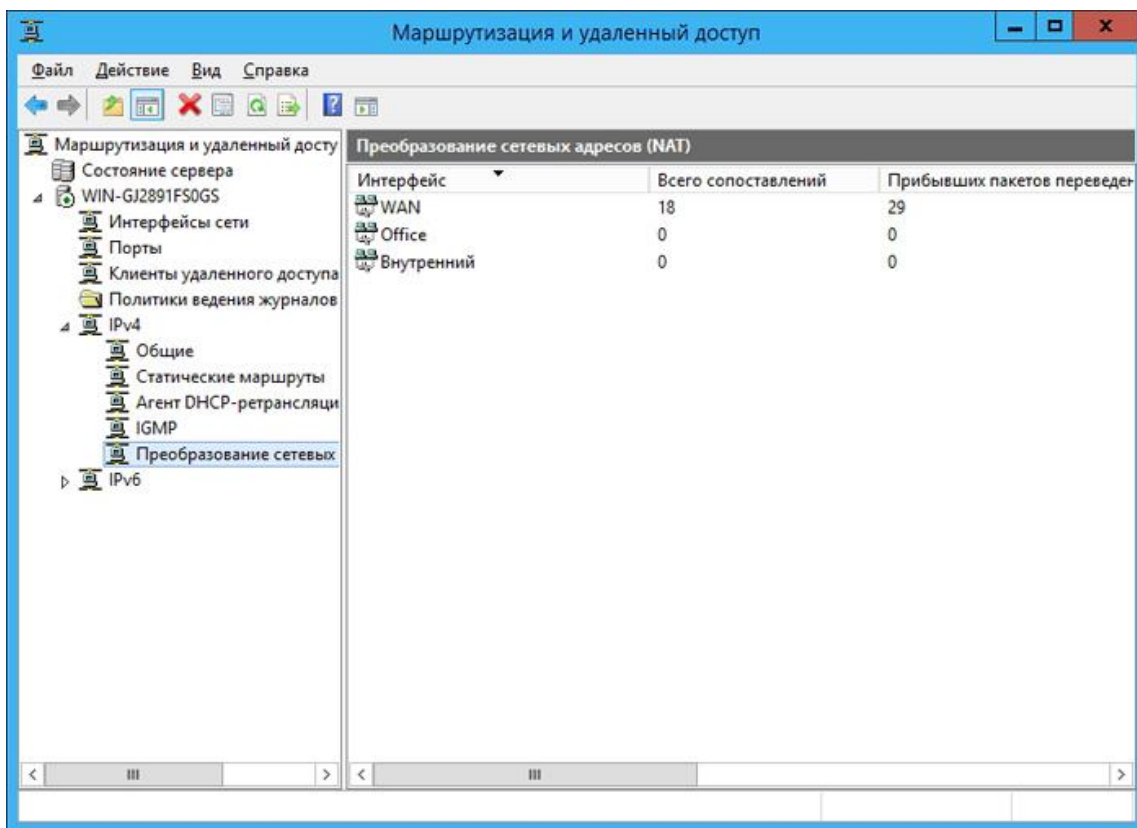 Маршрутизация и удаленный доступ
Файл Действие Вид Справка
Маршрутизация и удаленный досту
Состояние сервера
WIN-GJ2891FS0GS
Интерфейсы сети
Порты
Клиенты удаленного доступа
Политики ведения журналов
IPv4
Общие
Статические маршруты
Агент DHCP-ретрансляци
IGMP
Преобразование сетевых
IPv6
Преобразование сетевых адресов (NAT)
Интерфейс Всего сопоставлений Прибывших пакетов переведен
WAN 18 29
Office 0 0
Внутренний 0 0